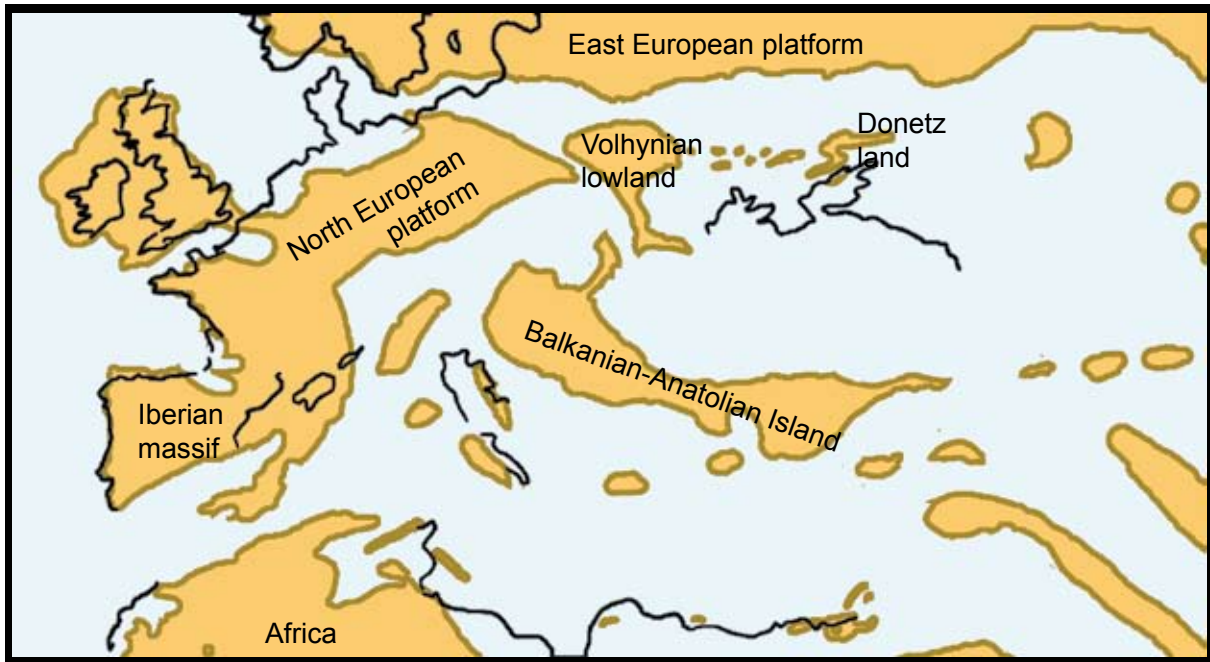 East European platform
Donetz
land
Volhynian
lowland
North European
platform
Balkanian-Anatolian Island
Iberian
massif
Africa